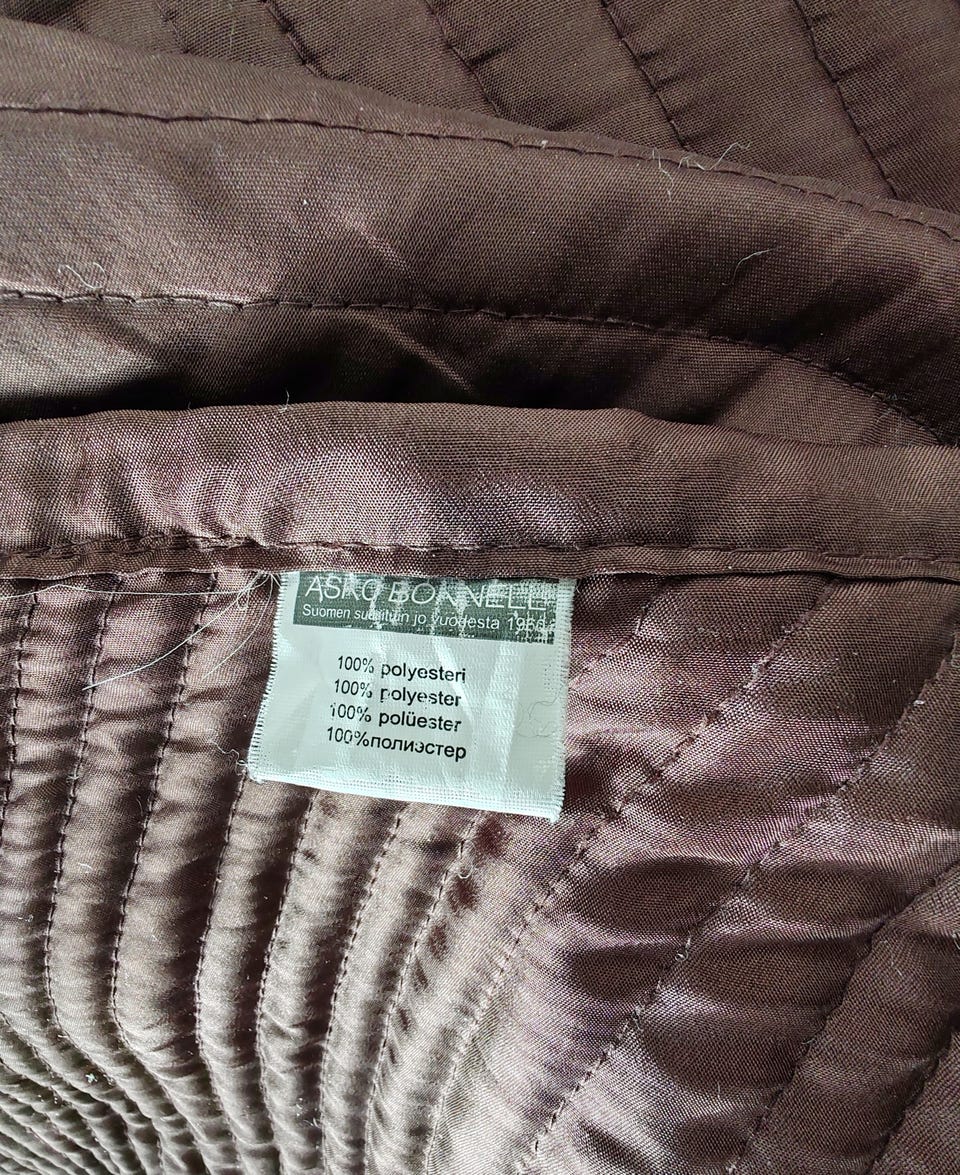 ASKO BONNELL
Suomen suosituin jo vuodesta
100% polyesteri
100% polyester
100% polüester
100%полиэстер